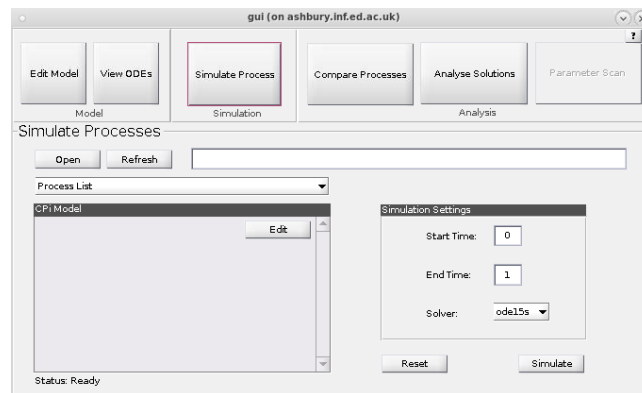 gui (on ashbury.inf.ed.ac.uk)
?
Edit Model View ODEs Simulate Process Compare Processes Analyse Solutions Parameter Scan
Model Simulation Analysis
Simulate Processes
Open Refresh
Process List
CPi Model
Edit
Simulation Settings
Start Time: 0
End Time: 1
Solver: ode15s
Reset Simulate
Status: Ready